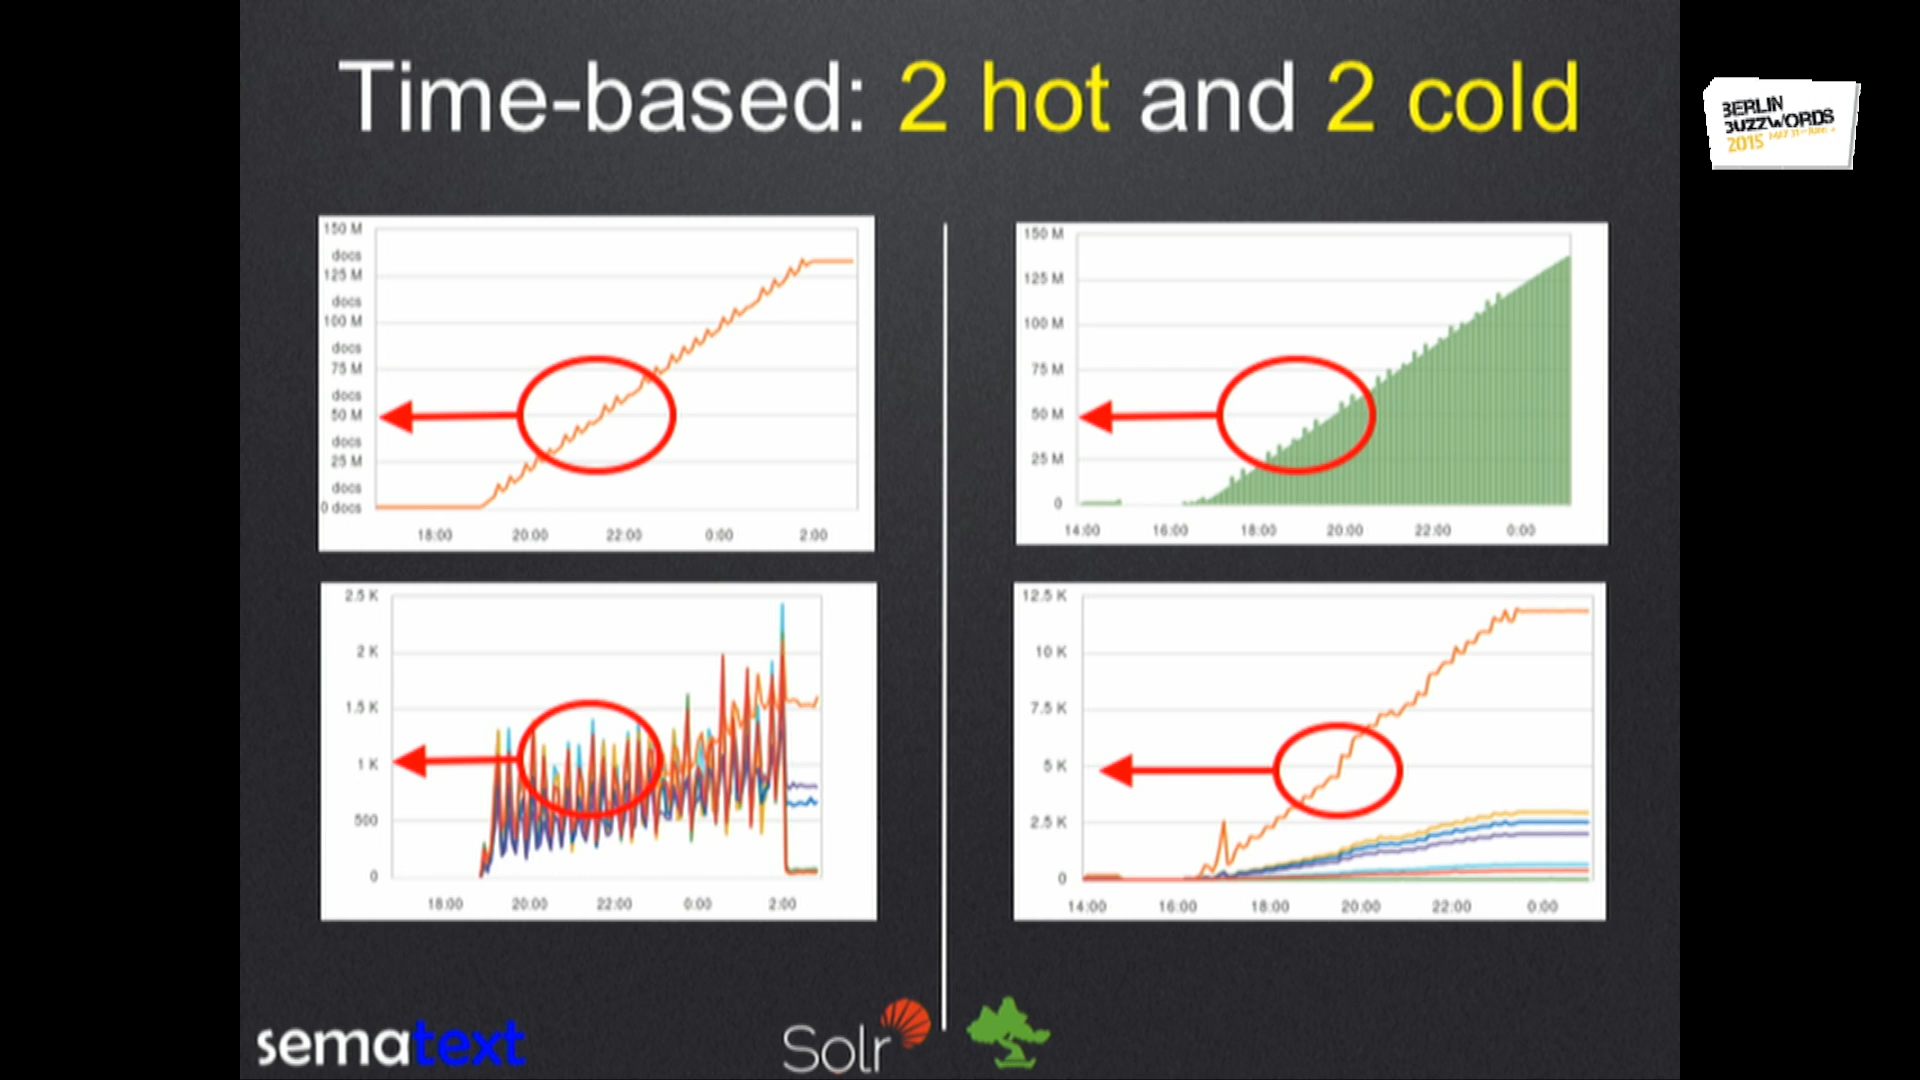 Time-based: 2 hot and 2 cold
BERLIN
BUZZWORDS
2015 MAY 31 - JUNE
150 M
docs
125 M
docs
100 M
docs
75 M
docs
50 M
docs
25 M
docs
0 docs
18:00 20:00 22:00 0:00 2:00
150 M
125 M
100 M
75 M
50 M
25 M
0
14:00 16:00 18:00 20:00 22:00 0:00
2.5 K
2 K
1.5 K
1 K
500
0
18:00 20:00 22:00 0:00 2:00
12.5 K
10 K
7.5 K
5 K
2.5 K
0
14:00 16:00 18:00 20:00 22:00 0:00
sematext
Solr